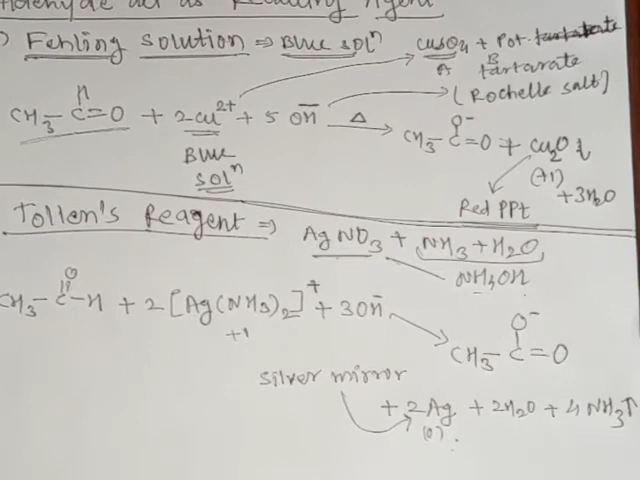 act as Reducing Agent
) Fehling Solution ⇒ Blue solⁿ CuSO₄ + Pot.
A B tartarate
(Rochelle salt)
H
CH₃-C=O + 2Cu²⁺ + 5OH̄ Δ → O⁻
CH₃-C=O + Cu₂O↓
Blue
solⁿ
(+1)
+3H₂O
Red PPt
Tollen's Reagent ⇒ AgNO₃ + NH₃ + H₂O
NH₄OH
O
CH₃-C-H + 2[Ag(NH₃)₂]⁺ + 3OH̄
+1
O⁻
CH₃-C=O
Silver mirror
+ 2Ag + 2H₂O + 4NH₃↑
(0)